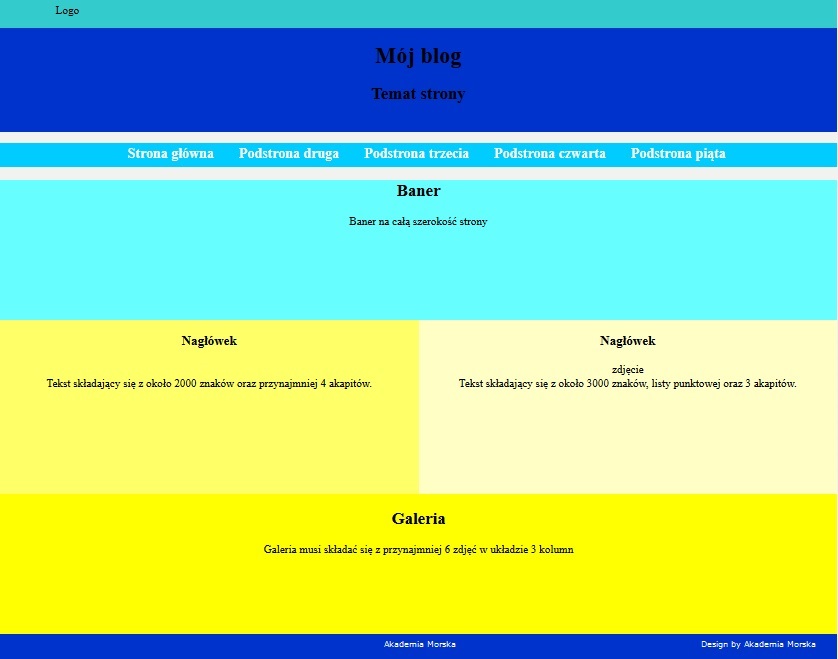 Logo
Mój blog
Temat strony
Strona główna Podstrona druga Podstrona trzecia Podstrona czwarta Podstrona piąta
Baner
Baner na całą szerokość strony
Nagłówek
Tekst składający się z około 2000 znaków oraz przynajmniej 4 akapitów.
Nagłówek
zdjęcie
Tekst składający się z około 3000 znaków, listy punktowej oraz 3 akapitów.
Galeria
Galeria musi składać się z przynajmniej 6 zdjęć w układzie 3 kolumn
Akademia Morska
Design by Akademia Morska